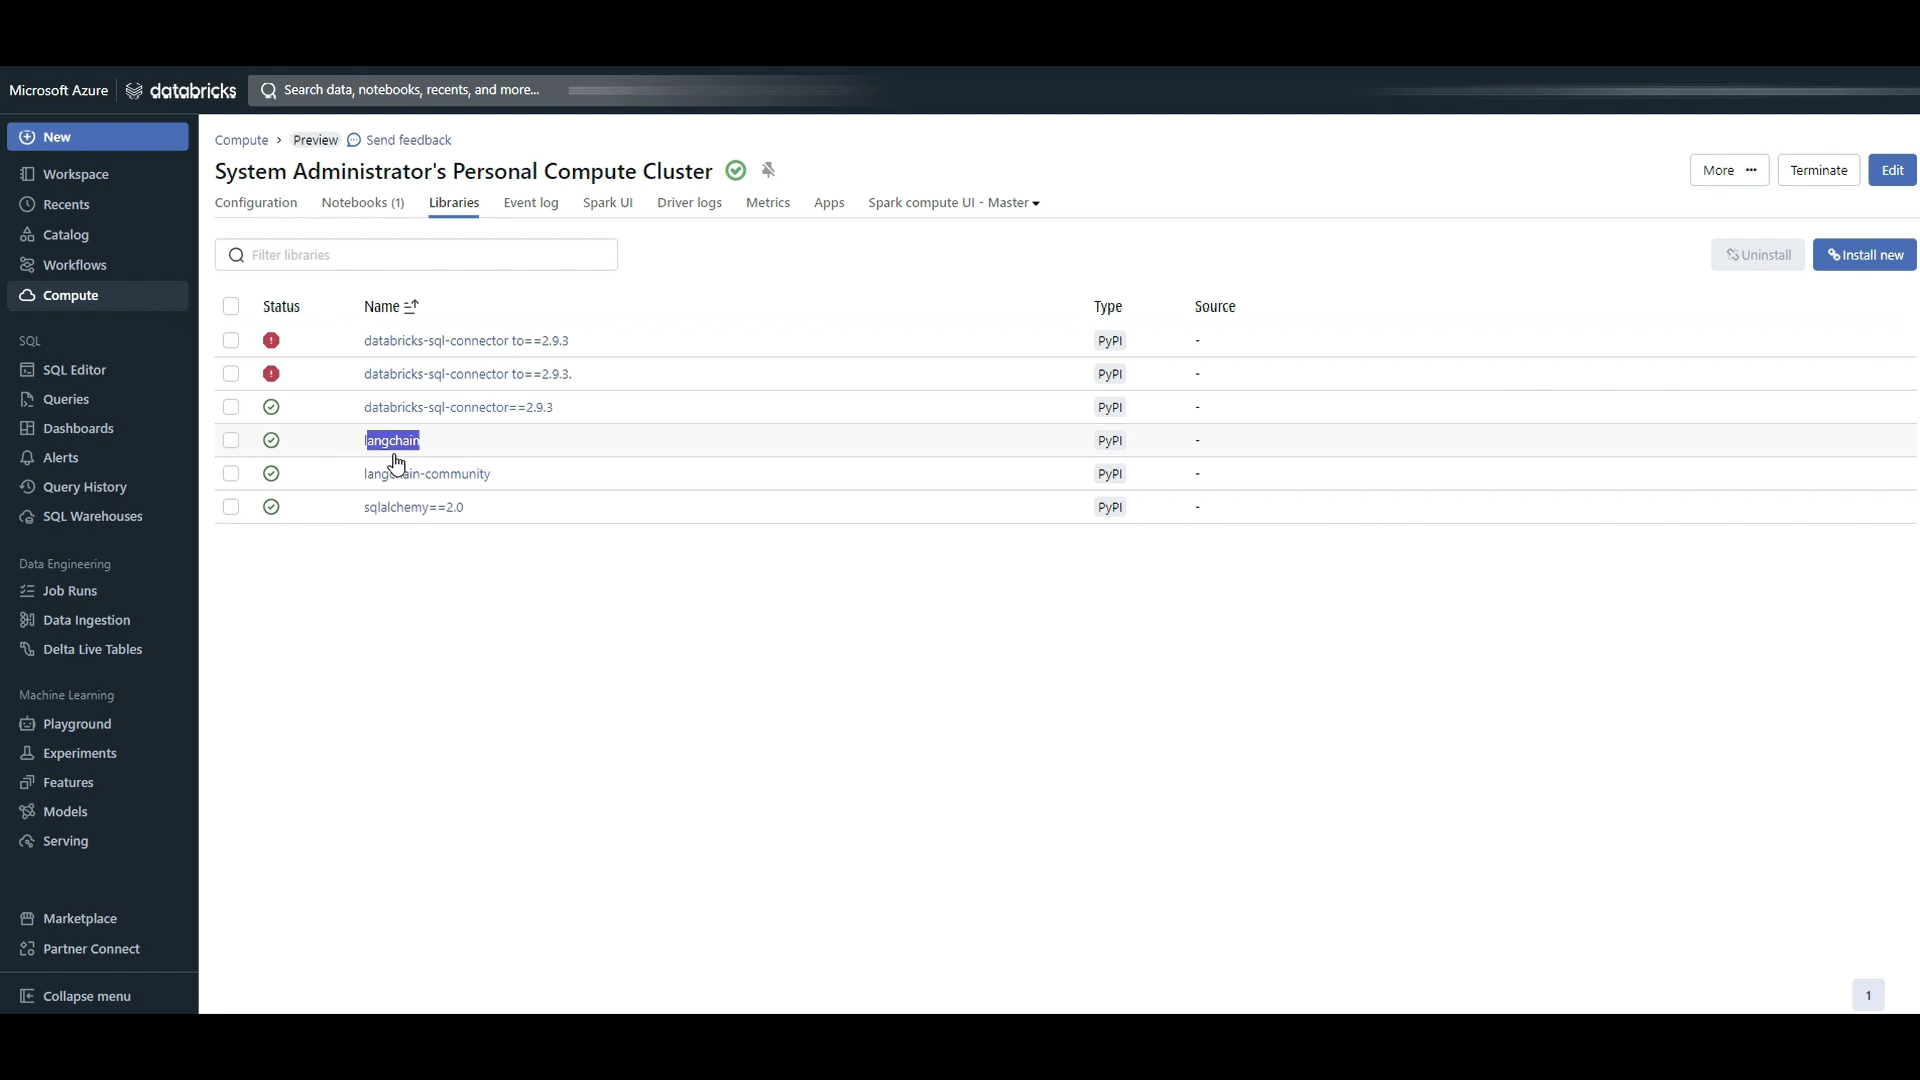 Microsoft Azure databricks Search data, notebooks, recents, and more...
New
Workspace
Recents
Catalog
Workflows
Compute
SQL
SQL Editor
Queries
Dashboards
Alerts
Query History
SQL Warehouses
Data Engineering
Job Runs
Data Ingestion
Delta Live Tables
Machine Learning
Playground
Experiments
Features
Models
Serving
Marketplace
Partner Connect
Collapse menu
Compute > Preview Send feedback
System Administrator's Personal Compute Cluster
More ... Terminate Edit
Configuration Notebooks (1) Libraries Event log Spark UI Driver logs Metrics Apps Spark compute UI - Master
Filter libraries
Uninstall Install new
Status Name Type Source
databricks-sql-connector to==2.9.3 PyPI -
databricks-sql-connector to==2.9.3. PyPI -
databricks-sql-connector==2.9.3 PyPI -
langchain PyPI -
langchain-community PyPI -
sqlalchemy==2.0 PyPI -
1